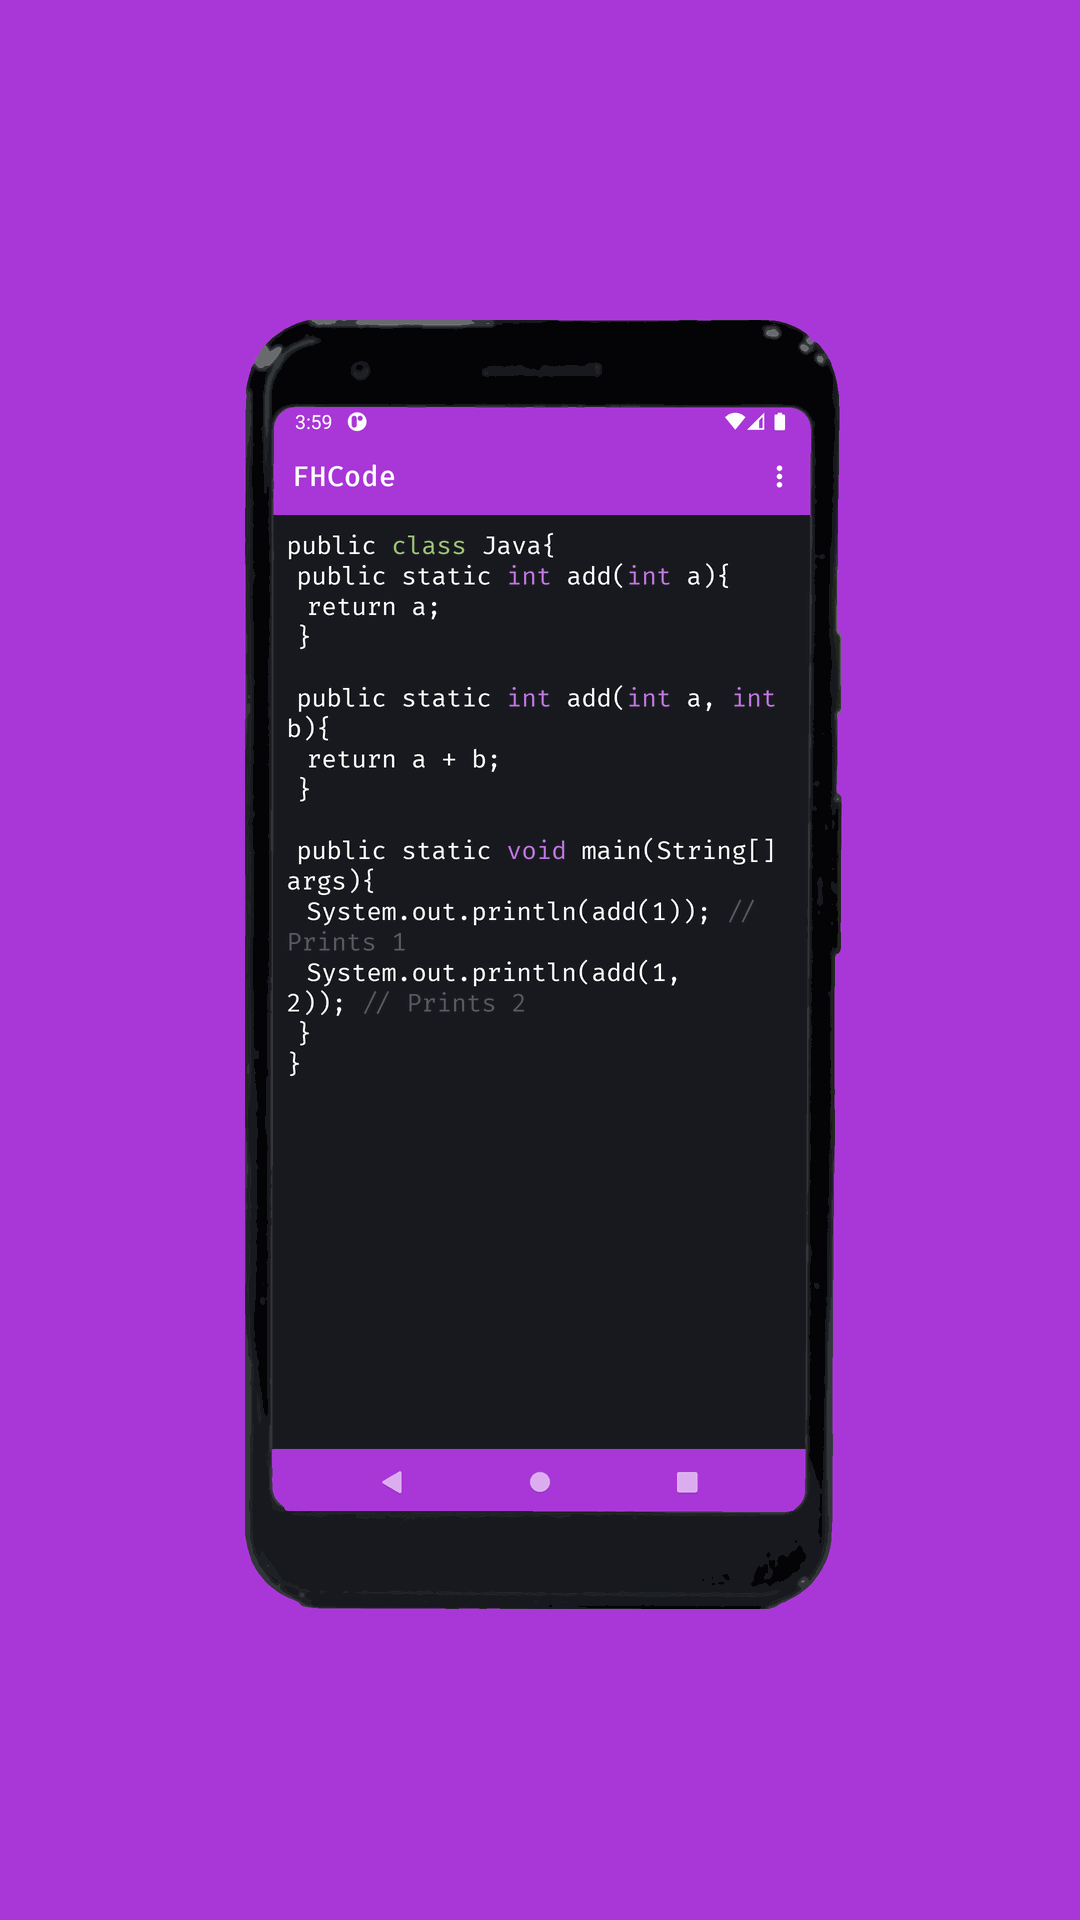 3:59
FHCode
public class Java{
 public static int add(int a){
  return a;
 }
 public static int add(int a, int
b){
  return a + b;
 }
 public static void main(String[]
args){
  System.out.println(add(1)); //
Prints 1
  System.out.println(add(1,
2)); // Prints 2
 }
}